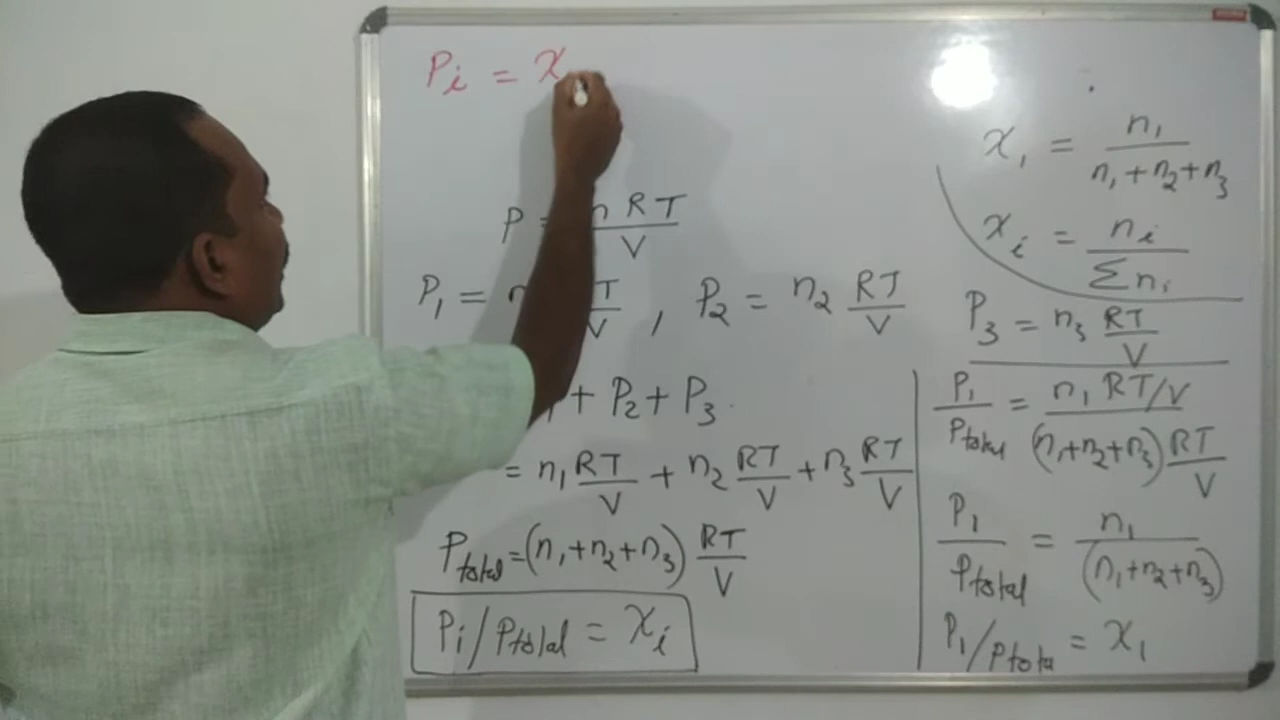 Pi = x
P = n RT/V
P1 = n RT/V , P2 = n2 RT/V
+ P2 + P3
= n1 RT/V + n2 RT/V + n3 RT/V
Ptotal = (n1+n2+n3) RT/V
Pi/Ptotal = xi
x1 = n1/n1+n2+n3
xi = ni/Σni
P3 = n3 RT/V
P1/Ptotal = n1 RT/V/(n1+n2+n3) RT/V
P1/Ptotal = n1/(n1+n2+n3)
P1/Ptota = x1